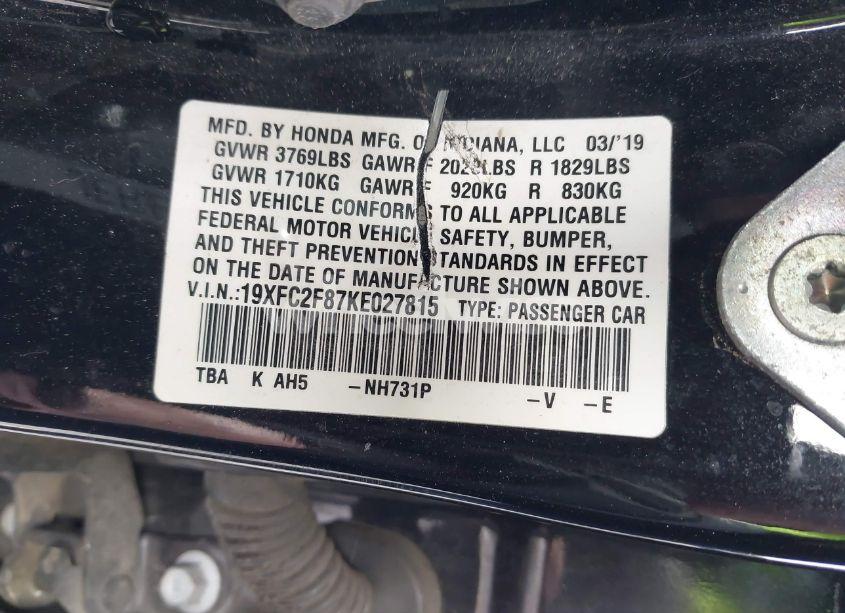 MFD. BY HONDA MFG. OF INDIANA, LLC 03/'19
GVWR 3769LBS GAWR F 2028LBS R 1829LBS
GVWR 1710KG GAWR F 920KG R 830KG
THIS VEHICLE CONFORMS TO ALL APPLICABLE
FEDERAL MOTOR VEHICLE SAFETY, BUMPER,
AND THEFT PREVENTION STANDARDS IN EFFECT
ON THE DATE OF MANUFACTURE SHOWN ABOVE.
V.I.N.:19XFC2F87KE027815 TYPE: PASSENGER CAR
TBA K AH5 -NH731P -V -E